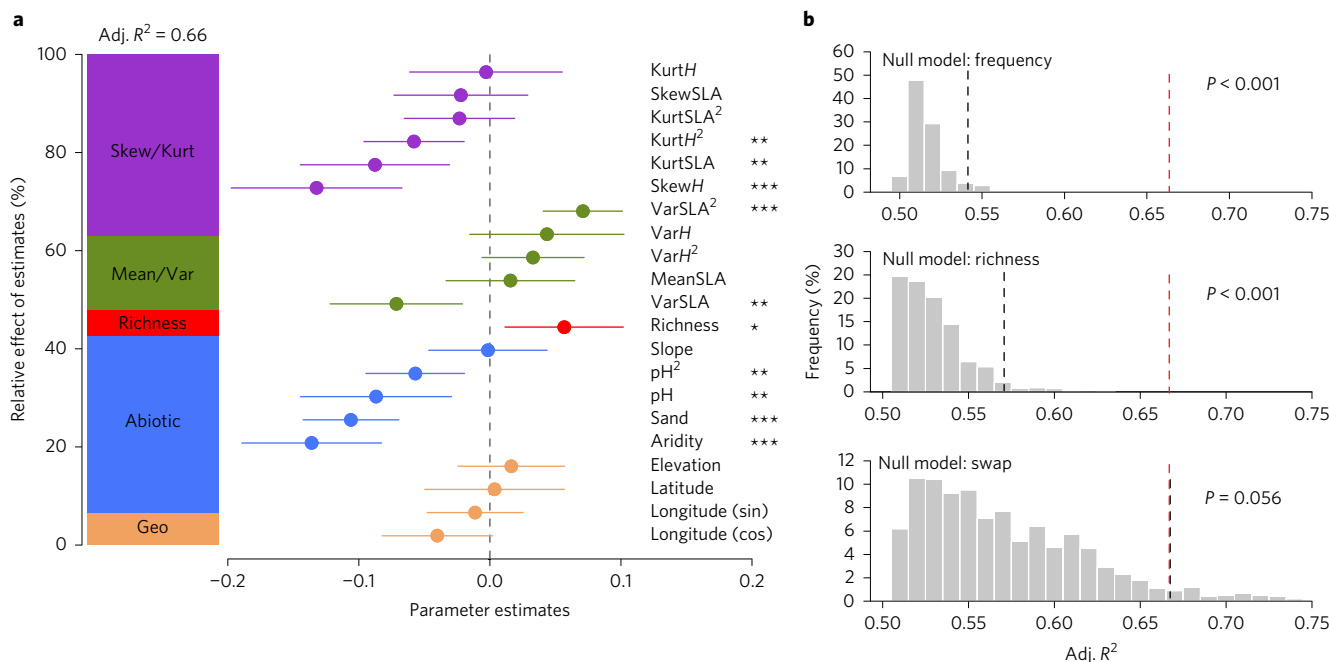 a
Adj. R² = 0.66
Relative effect of estimates (%)
100
80
60
40
20
0
Skew/Kurt
Mean/Var
Richness
Abiotic
Geo
KurtH
SkewSLA
KurtSLA²
KurtH² **
KurtSLA **
SkewH ***
VarSLA² ***
VarH
VarH²
MeanSLA
VarSLA **
Richness *
Slope
pH² **
pH **
Sand ***
Aridity ***
Elevation
Latitude
Longitude (sin)
Longitude (cos)
−0.2 −0.1 0.0 0.1 0.2
Parameter estimates
b
Null model: frequency
P < 0.001
60
50
40
30
20
10
0
0.50 0.55 0.60 0.65 0.70 0.75
Null model: richness
P < 0.001
Frequency (%)
30
25
20
20
15
10
5
0
0.50 0.55 0.60 0.65 0.70 0.75
Null model: swap
P = 0.056
12
10
8
6
4
2
0
0.50 0.55 0.60 0.65 0.70 0.75
Adj. R²